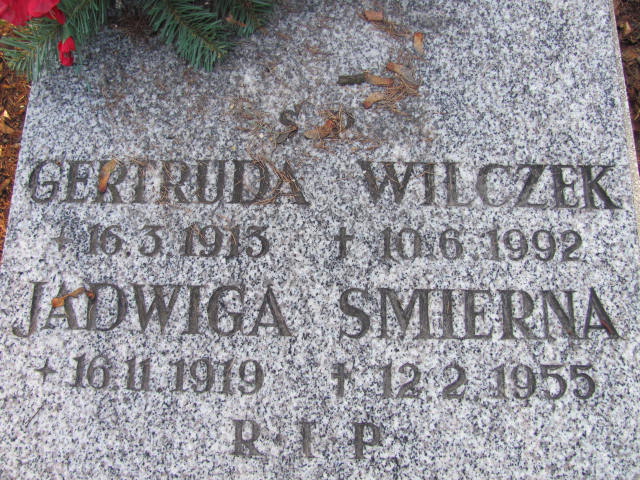 Ś. P.
GERTRUDA WILCZEK
* 16.3.1913 † 10.6.1992
JADWIGA SMIERNA
* 16.11.1919 † 12.2.1955
R.I.P